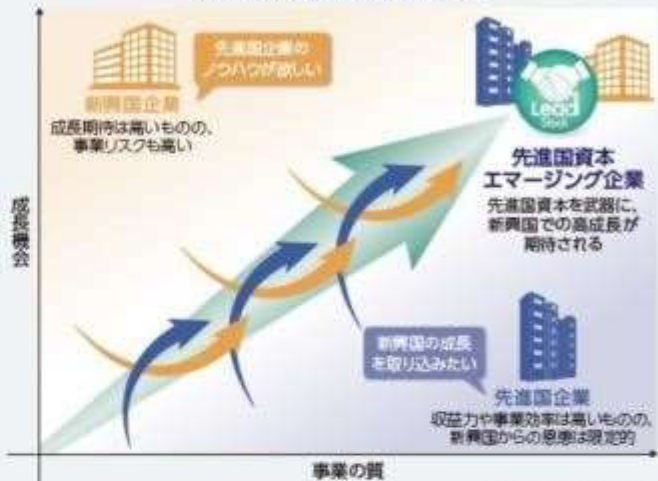 先進国企業の
ノウハウが欲しい
新興国企業
成長期待は高いものの、
事業リスクも高い
Lead
Stock
先進国資本
エマージング企業
先進国資本を武器に、
新興国での高成長が
期待される
成長機会
新興国の成長
を取り込みたい
先進国企業
収益力や事業効率は高いものの、
新興国からの恩恵は限定的
事業の質